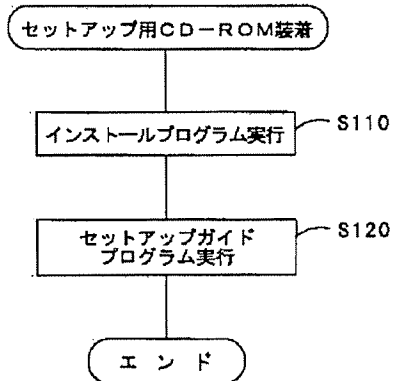 セットアップ用CD－ROM装着
インストールプログラム実行
S110
セットアップガイド
プログラム実行
S120
エンド